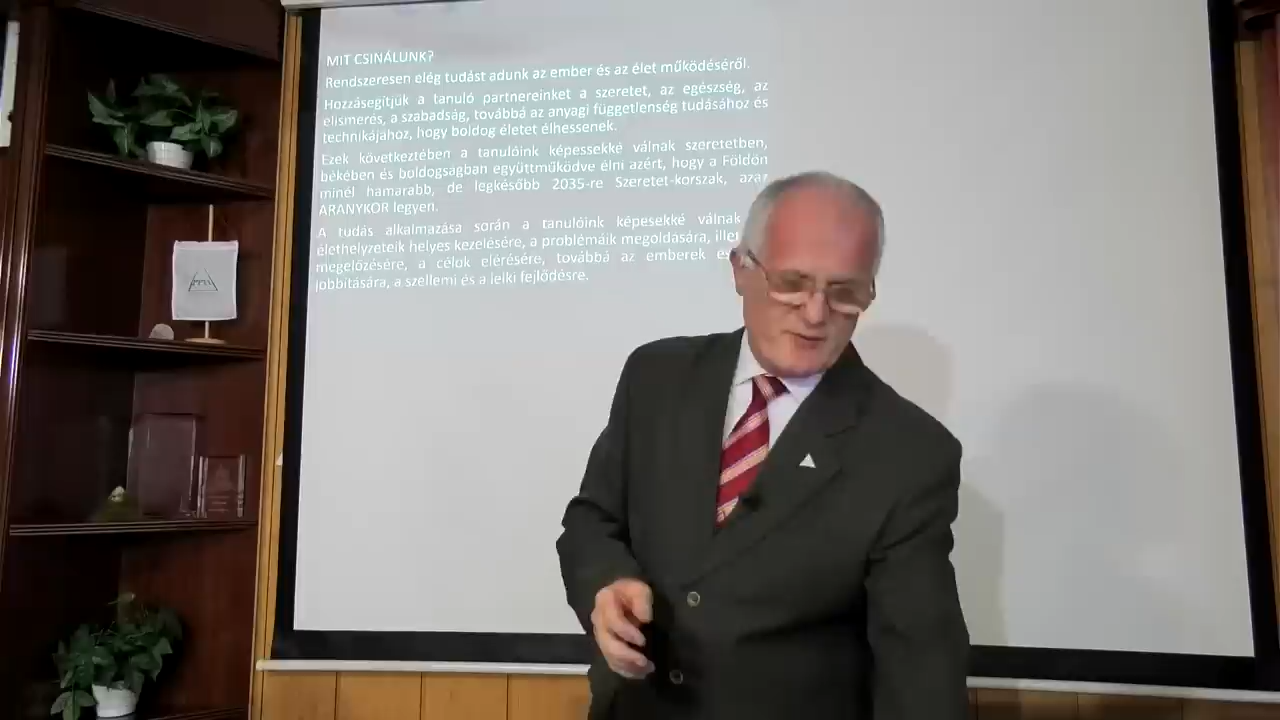 MIT CSINÁLUNK?
Rendszeresen elég tudást adunk az ember és az élet működéséről.
Hozzásegítjük a tanuló partnereinket a szeretet, az egészség, az
elismerés, a szabadság, továbbá az anyagi függetlenség tudásához és
technikájához, hogy boldog életet élhessenek.
Ezek következtében a tanulóink képessekké válnak szeretetben,
békében és boldogságban együttműködve élni azért, hogy a Földön
minél hamarabb, de legkésőbb 2035-re Szeretet-korszak, azaz
ARANYKOR legyen.
A tudás alkalmazása során a tanulóink képesekké válnak
élethelyzeteik helyes kezelésére, a problémáik megoldására,
megelőzésére, a célok elérésére, továbbá az emberek
jobbítására, a szellemi és a lelki fejlődésre.